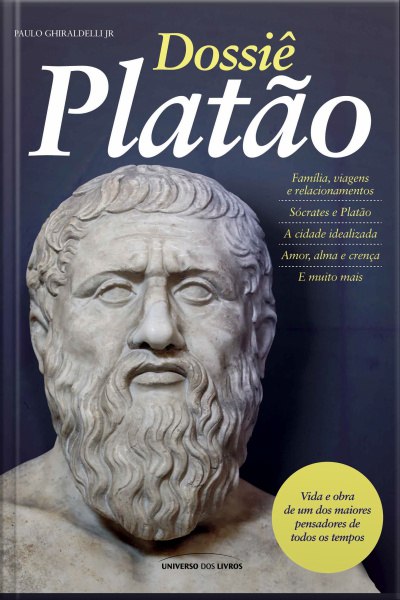 PAULO GHIRALDELLI JR
Dossiê
Platão
Família, viagens
e relacionamentos
Sócrates e Platão
A cidade idealizada
Amor, alma e crença
E muito mais
Vida e obra
de um dos maiores
pensadores de
todos os tempos
UNIVERSO DOS LIVROS